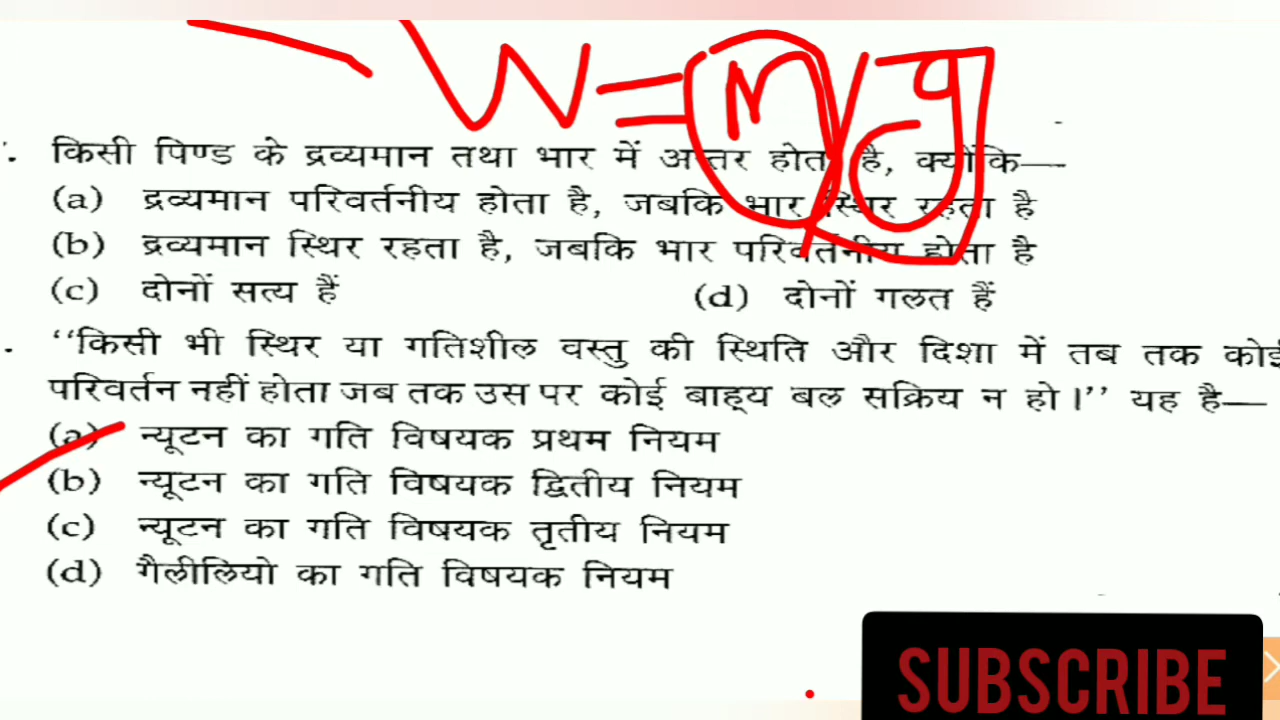 W = mg
किसी पिण्ड के द्रव्यमान तथा भार में अन्तर होता है, क्योंकि—
(a) द्रव्यमान परिवर्तनीय होता है, जबकि भार स्थिर रहता है
(b) द्रव्यमान स्थिर रहता है, जबकि भार परिवर्तनीय होता है
(c) दोनों सत्य हैं (d) दोनों गलत हैं
‘‘किसी भी स्थिर या गतिशील वस्तु की स्थिति और दिशा में तब तक कोई
परिवर्तन नहीं होता जब तक उस पर कोई बाह्य बल सक्रिय न हो।’’ यह है—
(a) न्यूटन का गति विषयक प्रथम नियम
(b) न्यूटन का गति विषयक द्वितीय नियम
(c) न्यूटन का गति विषयक तृतीय नियम
(d) गैलीलियो का गति विषयक नियम
SUBSCRIBE